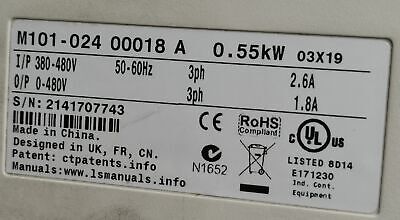 M101-024 00018 A 0.55kW 03X19
I/P 380-480V 50-60Hz 3ph 2.6A
O/P 0-480V 3ph 1.8A
S/N: 2141707743
Made in China.
Designed in UK, FR, CN.
Patent: ctpatents.info
Manuals: www.lsmanuals.info
CE
N1652
RoHS
Compliant
C UL US
LISTED 8D14
E171230
Ind. Cont.
Equipment